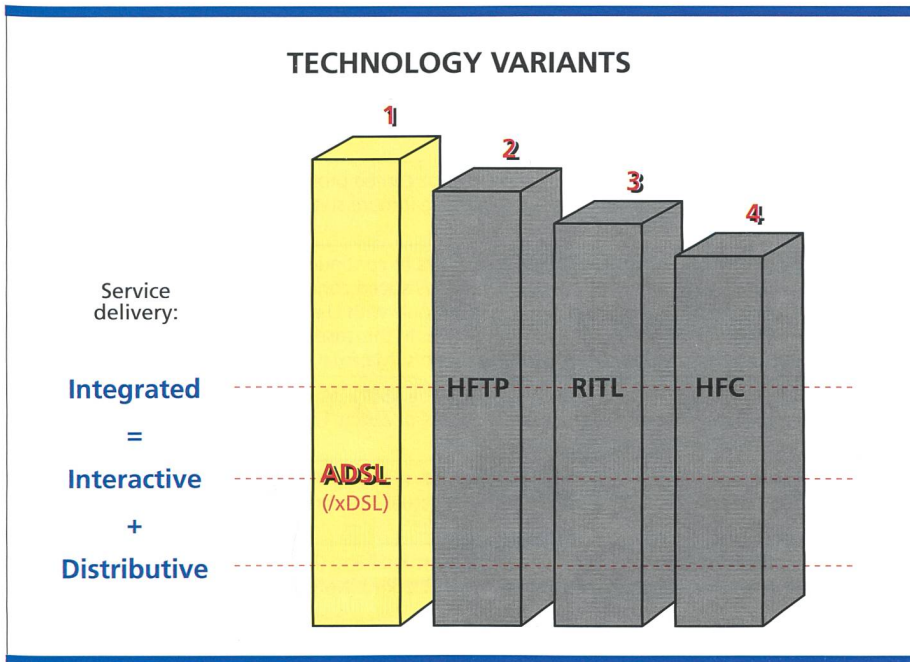 TECHNOLOGY VARIANTS
1
2
3
4
Service
delivery:
Integrated
HFTP
RITL
HFC
=
Interactive
ADSL
(/xDSL)
+
Distributive